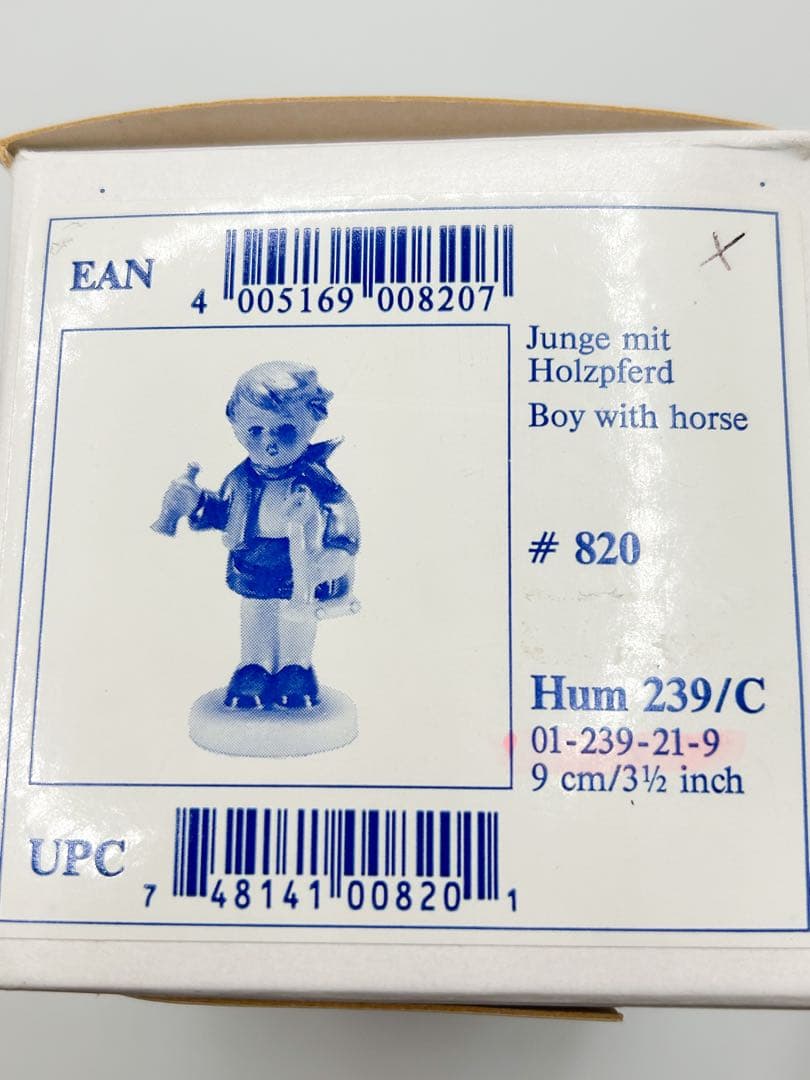 EAN
4 005169 008207
Junge mit
Holzpferd
Boy with horse
# 820
Hum 239/C
01-239-21-9
9 cm/3½ inch
UPC
7 48141 00820 1